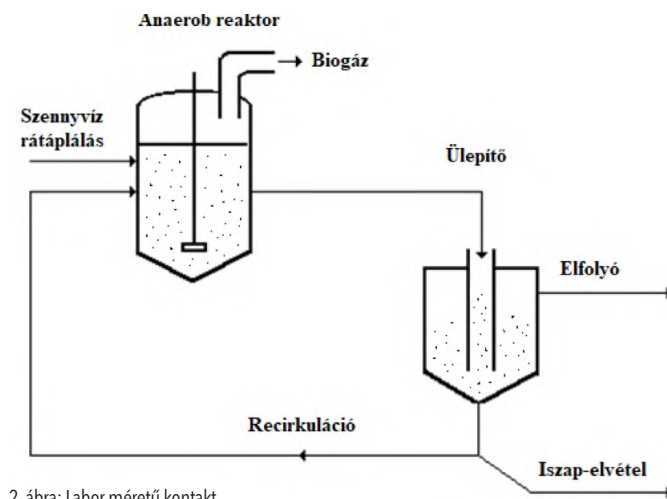 Anaerob reaktor
Biogáz
Szennyvíz
rátáplálás
Ülepítő
Elfolyó
Recirkuláció
Iszap-elvétel
2. ábra: Labor méretű kontakt